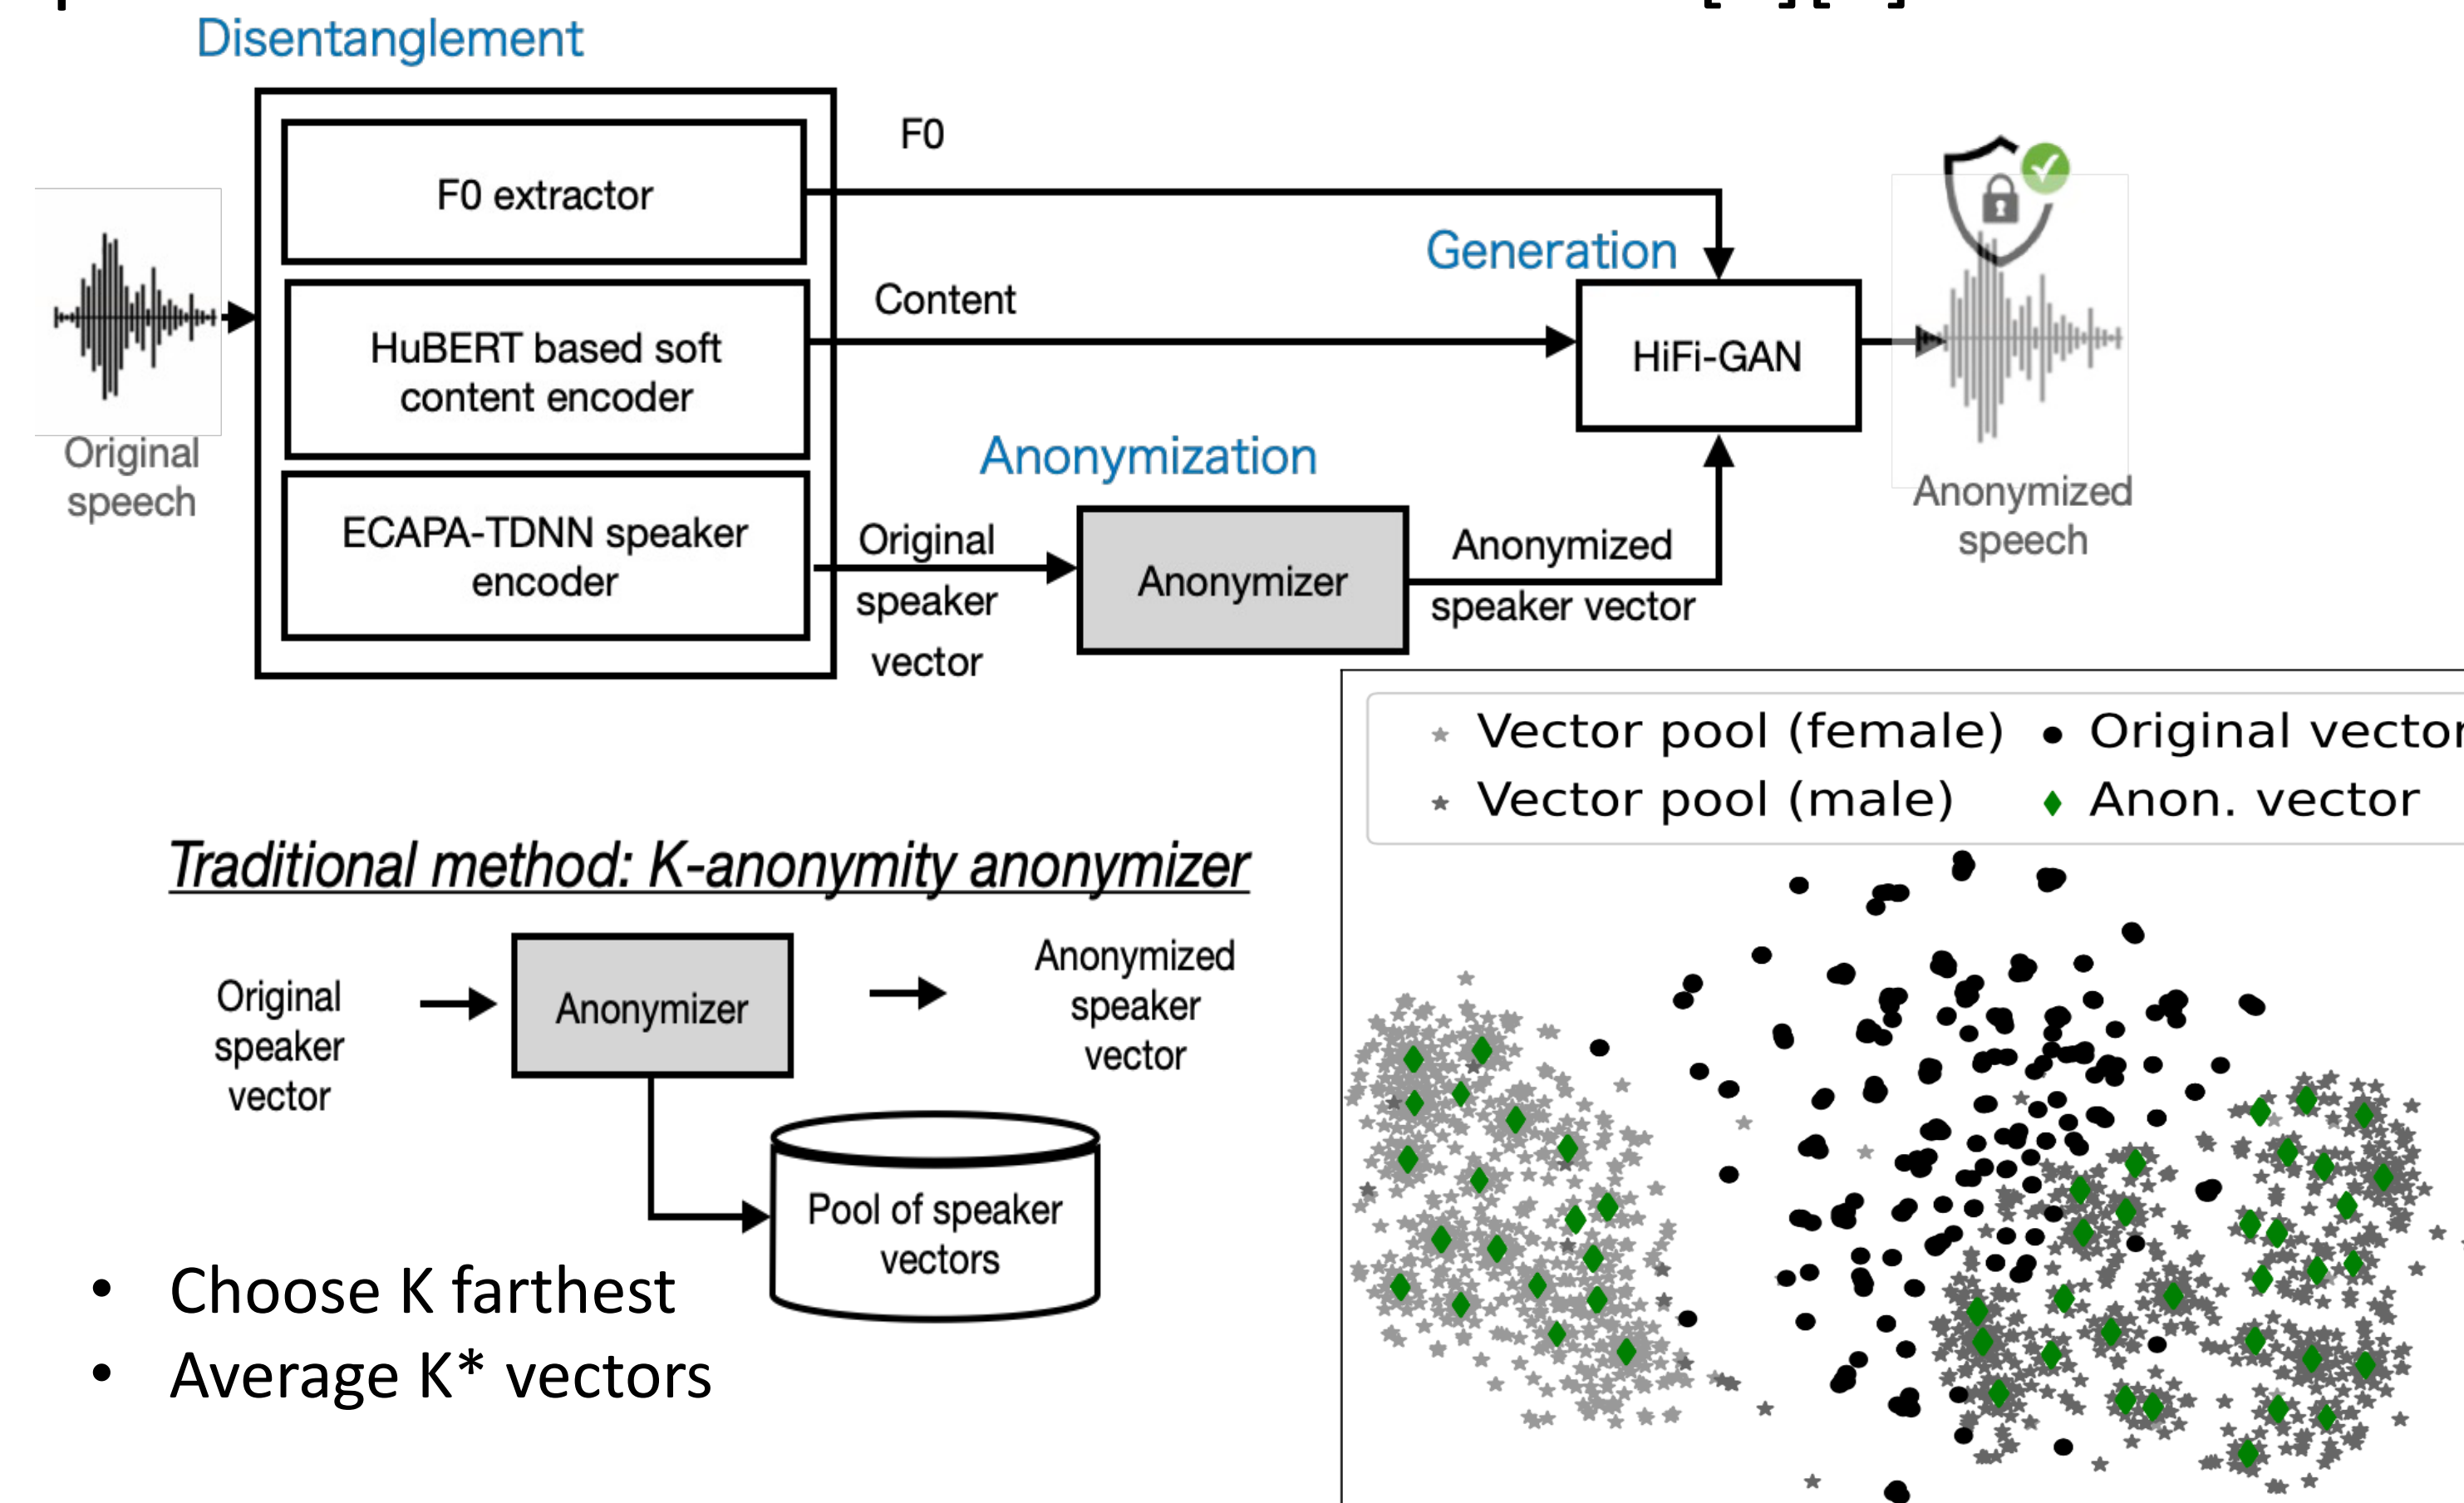 Disentanglement
F0 extractor
HuBERT based soft
content encoder
ECAPA-TDNN speaker
encoder
Original
speech
F0
Content
Generation
HiFi-GAN
Anonymization
Original
speaker
vector
Anonymizer
Anonymized
speaker vector
Anonymized
speech
Traditional method: K-anonymity anonymizer
Original
speaker
vector
Anonymizer
Anonymized
speaker
vector
Pool of speaker
vectors
• Choose K farthest
• Average K* vectors
Vector pool (female)
Original vector
Vector pool (male)
Anon. vector